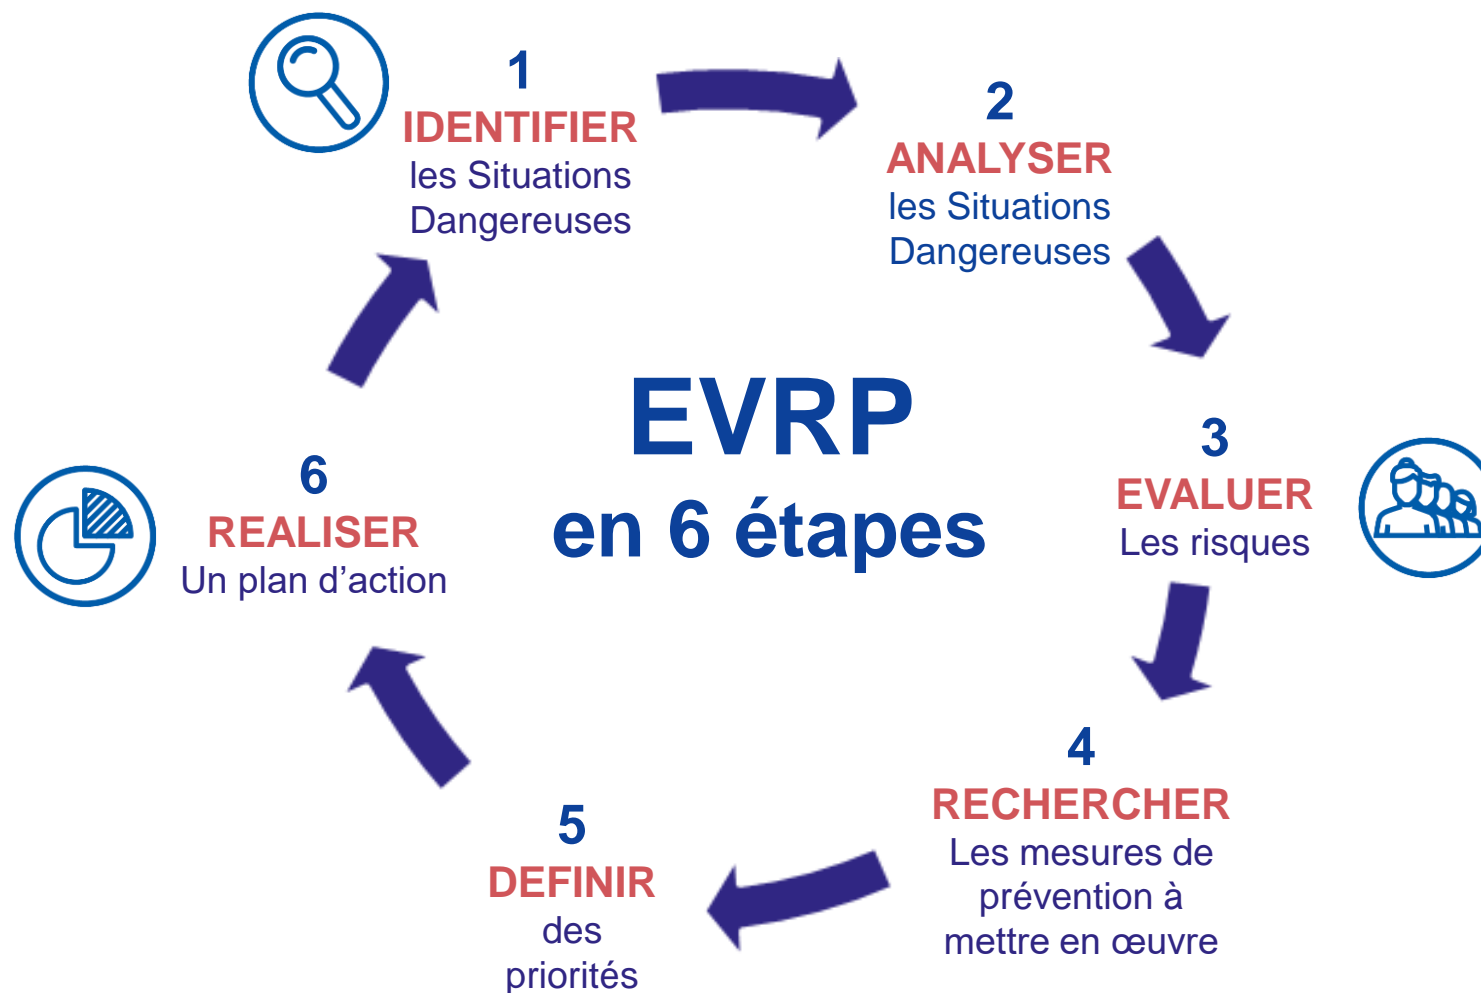 1
IDENTIFIER
les Situations
Dangereuses
2
ANALYSER
les Situations
Dangereuses
EVRP
en 6 étapes
3
EVALUER
Les risques
4
RECHERCHER
Les mesures de
prévention à
mettre en œuvre
5
DEFINIR
des
priorités
6
REALISER
Un plan d’action